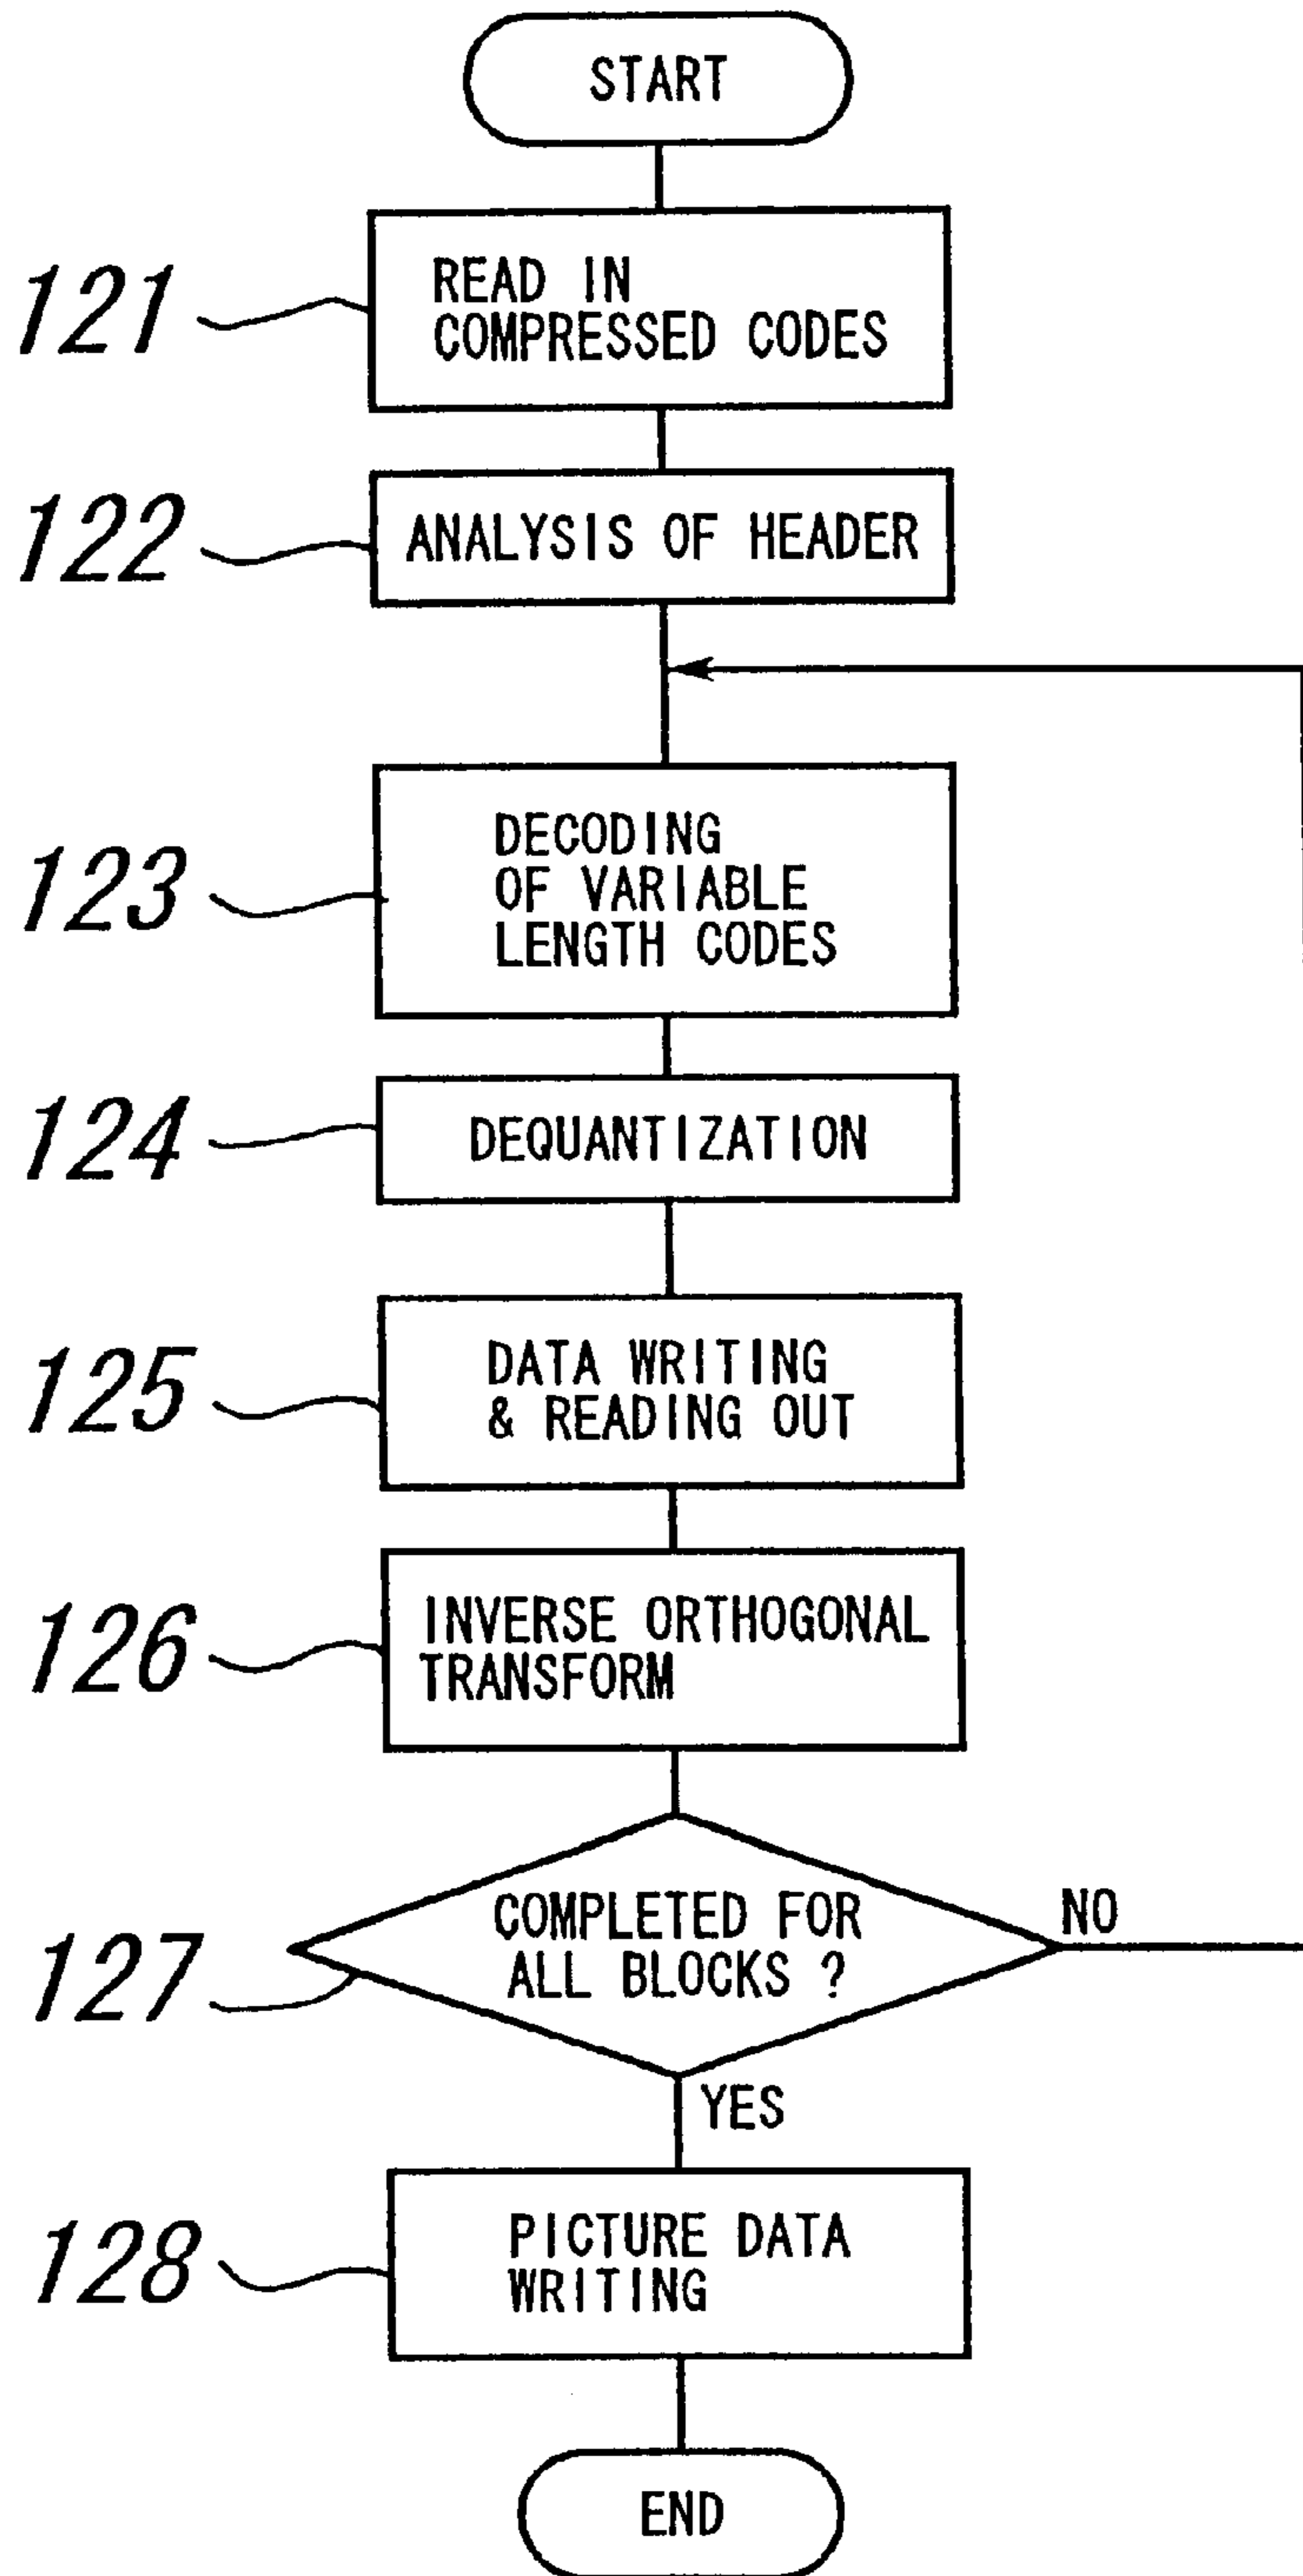 START
121
READ IN
COMPRESSED CODES
122
ANALYSIS OF HEADER
123
DECODING
OF VARIABLE
LENGTH CODES
124
DEQUANTIZATION
125
DATA WRITING
& READING OUT
126
INVERSE ORTHOGONAL
TRANSFORM
127
COMPLETED FOR
ALL BLOCKS ?
NO
YES
128
PICTURE DATA
WRITING
END